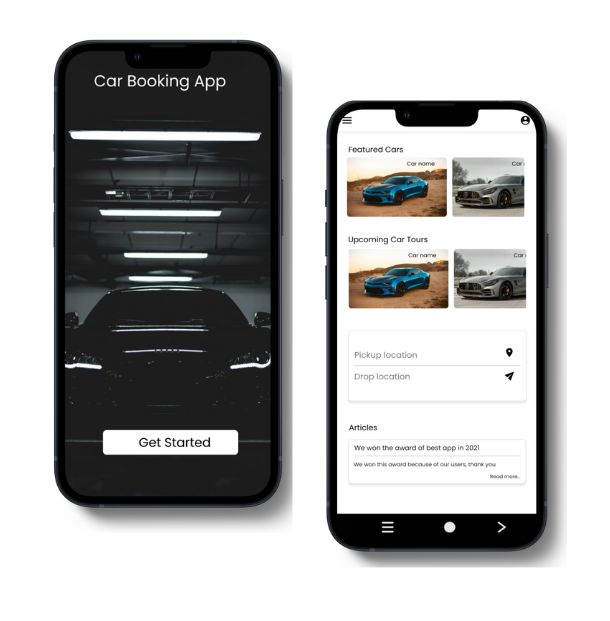 Car Booking App
Get Started
Featured Cars
Car name
Car
Upcoming Car Tours
Car name
Car
Pickup location
Drop location
Articles
We won the award of best app in 2021
We won this award because of our users, thank you
Read more..